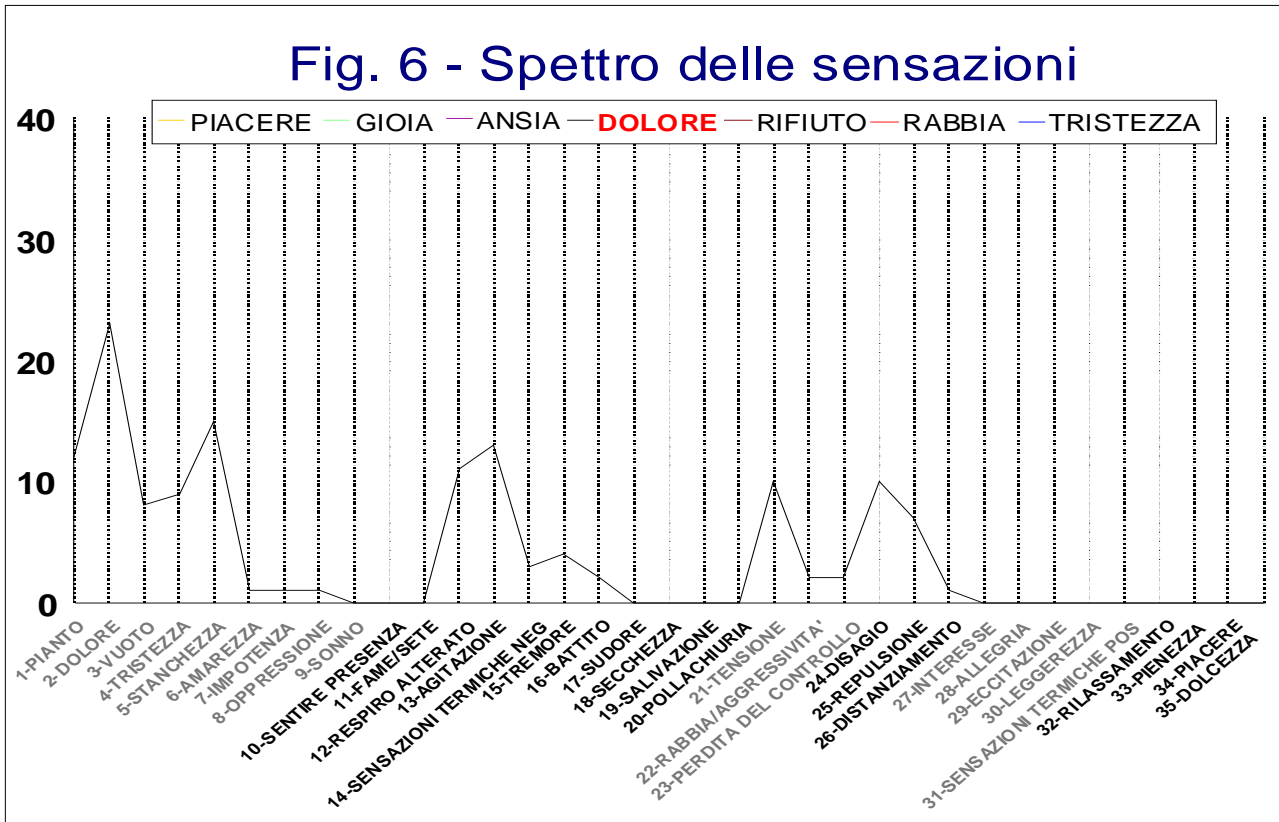 Fig. 6 - Spettro delle sensazioni
PIACERE GIOIA ANSIA DOLORE RIFIUTO RABBIA TRISTEZZA
40
30
20
10
0
1-PIANTO
2-DOLORE
3-VUOTO
4-TRISTEZZA
5-STANCHEZZA
6-AMAREZZA
7-IMPOTENZA
8-OPPRESSIONE
9-SONNO
10-SENTIRE PRESENZA
11-FAME/SETE
12-RESPIRO ALTERATO
13-AGITAZIONE
14-SENSAZIONI TERMICHE NEG
15-TREMORE
16-BATTITO
17-SUDORE
18-SECCHEZZA
19-SALIVAZIONE
20-POLLACHIURIA
21-TENSIONE
22-RABBIA/AGGRESSIVITA'
23-PERDITA DEL CONTROLLO
24-DISAGIO
25-REPULSIONE
26-DISTANZIAMENTO
27-INTERESSE
28-ALLEGRIA
29-ECCITAZIONE
30-LEGGEREZZA
31-SENSAZIONI TERMICHE POS
32-RILASSAMENTO
33-PIENEZZA
34-PIACERE
35-DOLCEZZA